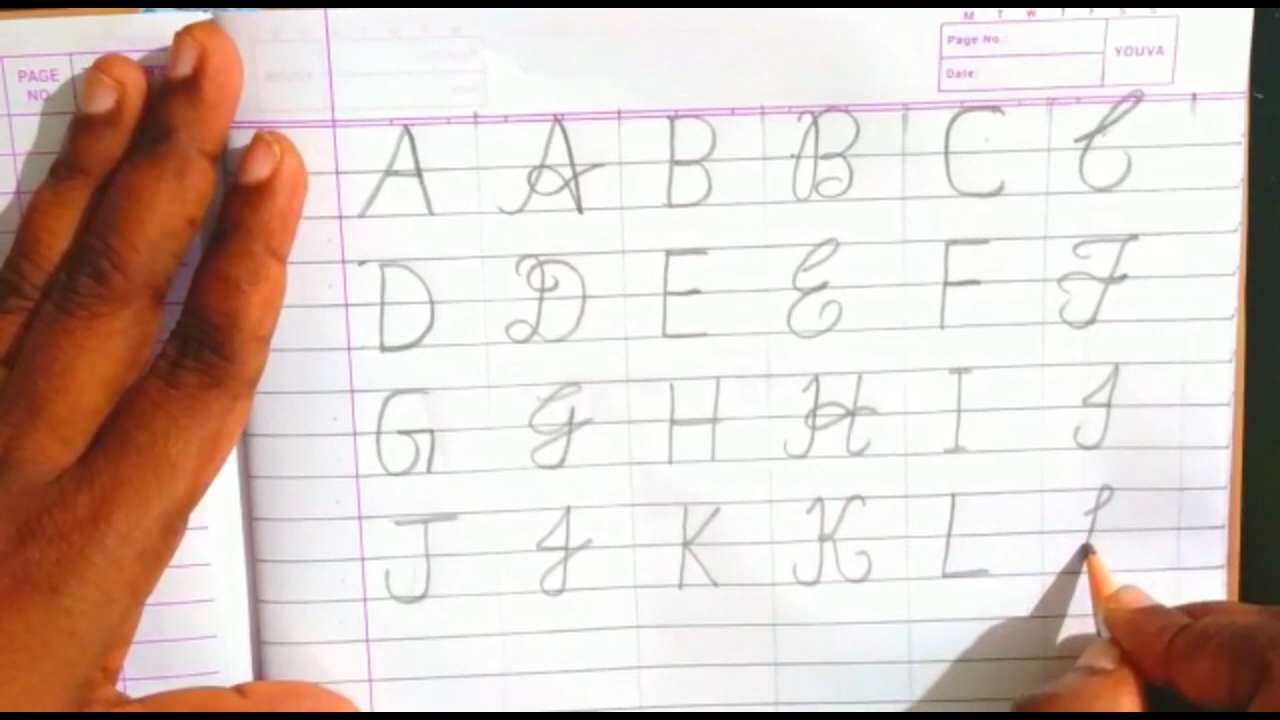 M T W T F S S
PAGE NO.
Page No.:
YOUVA
Date:
A A B B C C
D D E E F F
G G H H I I
J J K K L